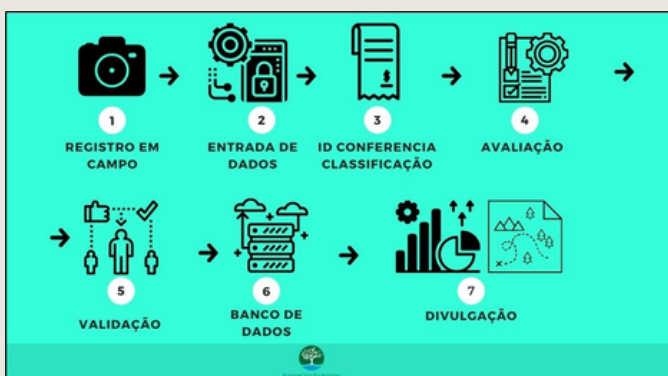 1
REGISTRO EM
CAMPO
2
ENTRADA DE
DADOS
3
ID CONFERENCIA
CLASSIFICAÇÃO
$
4
AVALIAÇÃO
5
VALIDAÇÃO
6
BANCO DE
DADOS
7
DIVULGAÇÃO